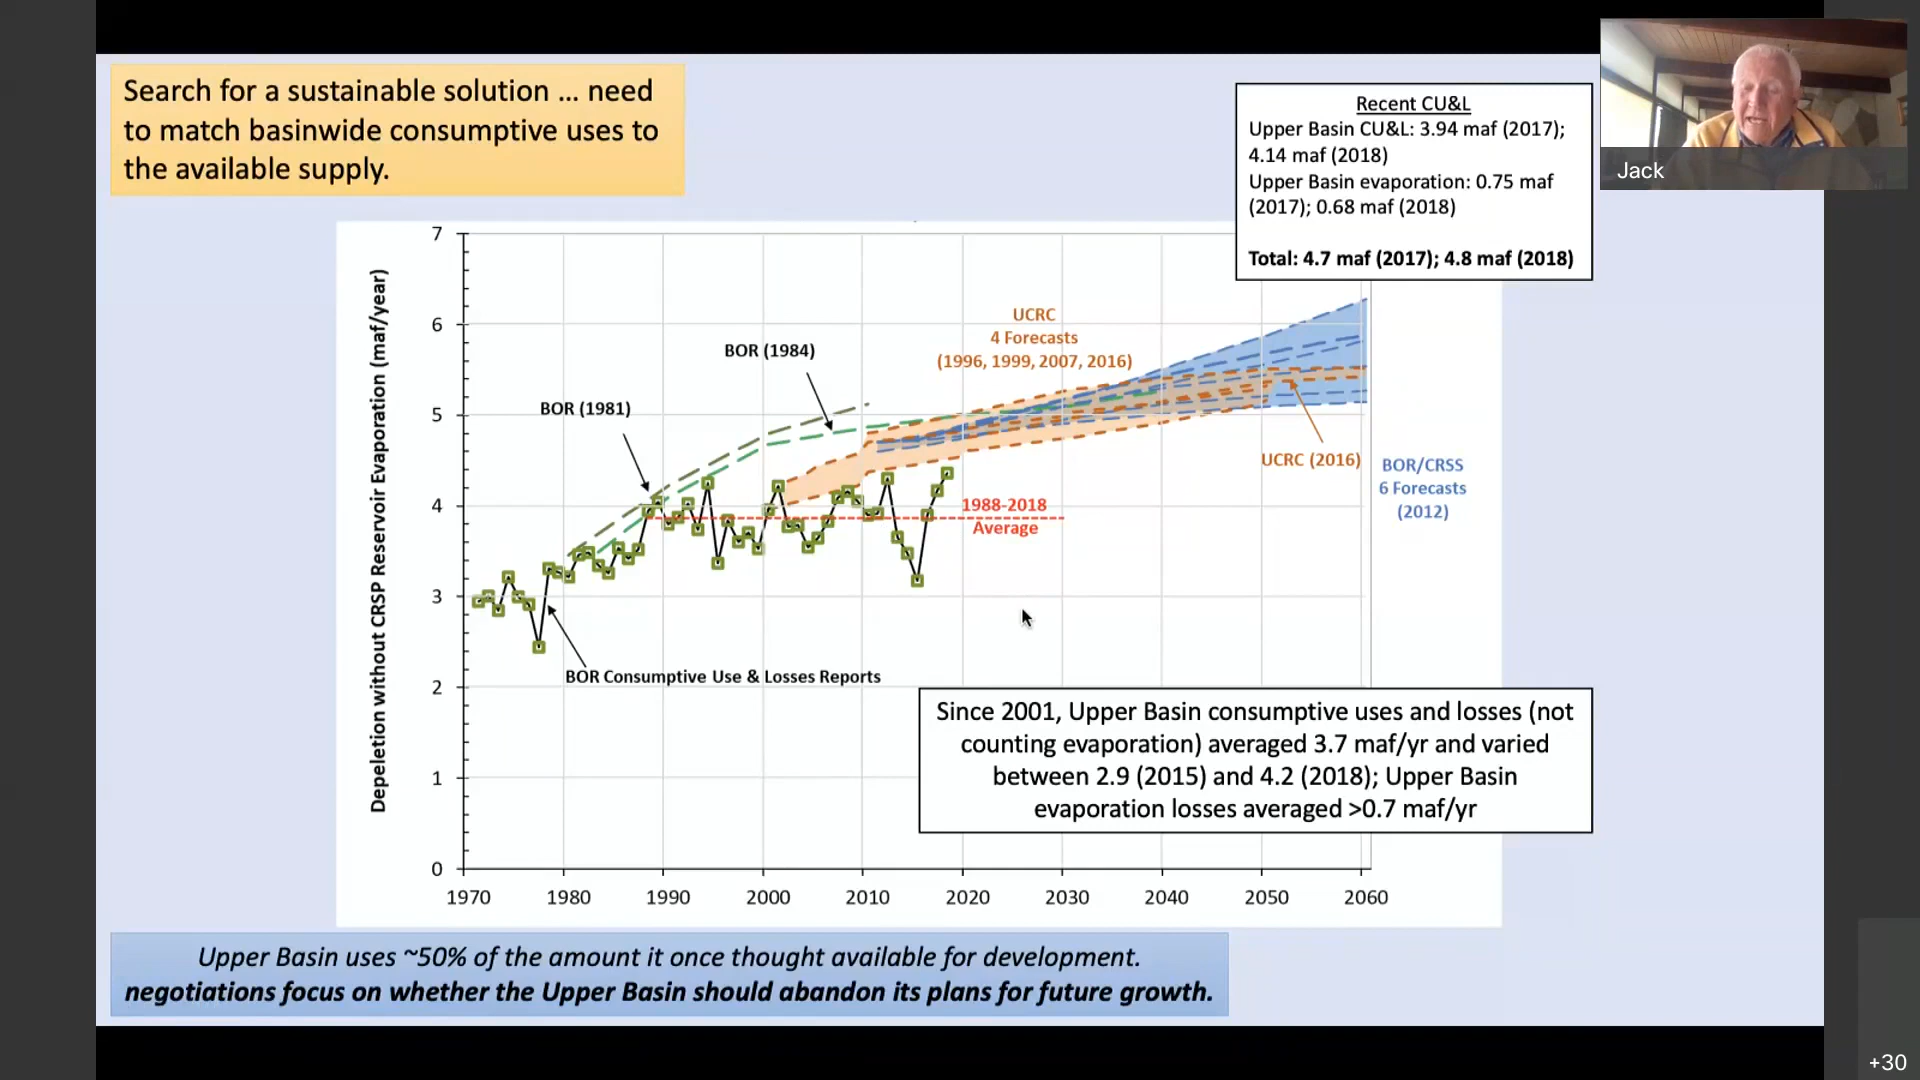 Search for a sustainable solution ... need
to match basinwide consumptive uses to
the available supply.
Recent CU&L
Upper Basin CU&L: 3.94 maf (2017);
4.14 maf (2018)
Upper Basin evaporation: 0.75 maf
(2017); 0.68 maf (2018)
Total: 4.7 maf (2017); 4.8 maf (2018)
Jack
Depletion without CRSP Reservoir Evaporation (maf/year)
7
6
5
4
3
2
1
0
1970
1980
1990
2000
2010
2020
2030
2040
2050
2060
BOR (1981)
BOR (1984)
UCRC
4 Forecasts
(1996, 1999, 2007, 2016)
UCRC (2016)
BOR/CRSS
6 Forecasts
(2012)
1988-2018
Average
BOR Consumptive Use & Losses Reports
Since 2001, Upper Basin consumptive uses and losses (not
counting evaporation) averaged 3.7 maf/yr and varied
between 2.9 (2015) and 4.2 (2018); Upper Basin
evaporation losses averaged >0.7 maf/yr
Upper Basin uses ~50% of the amount it once thought available for development.
negotiations focus on whether the Upper Basin should abandon its plans for future growth.
+30